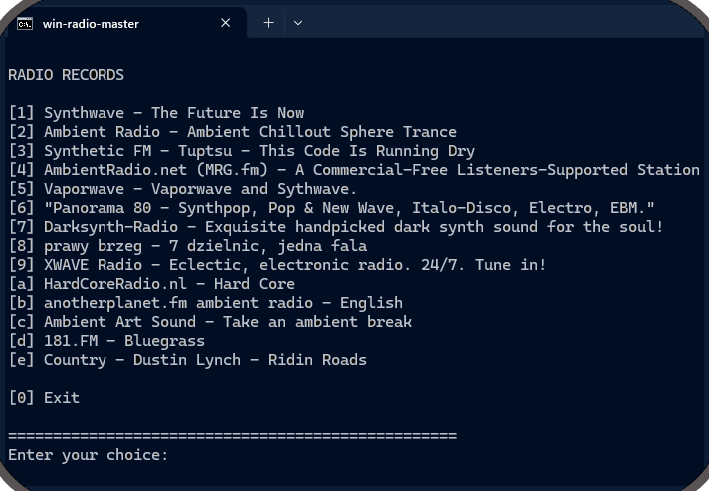 win-radio-master
RADIO RECORDS
[1] Synthwave - The Future Is Now
[2] Ambient Radio - Ambient Chillout Sphere Trance
[3] Synthetic FM - Tuptsu - This Code Is Running Dry
[4] AmbientRadio.net (MRG.fm) - A Commercial-Free Listeners-Supported Station
[5] Vaporwave - Vaporwave and Sythwave.
[6] "Panorama 80 - Synthpop, Pop & New Wave, Italo-Disco, Electro, EBM."
[7] Darksynth-Radio - Exquisite handpicked dark synth sound for the soul!
[8] prawy brzeg - 7 dzielnic, jedna fala
[9] XWAVE Radio - Eclectic, electronic radio. 24/7. Tune in!
[a] HardCoreRadio.nl - Hard Core
[b] anotherplanet.fm ambient radio - English
[c] Ambient Art Sound - Take an ambient break
[d] 181.FM - Bluegrass
[e] Country - Dustin Lynch - Ridin Roads
[0] Exit
==================================================
Enter your choice: